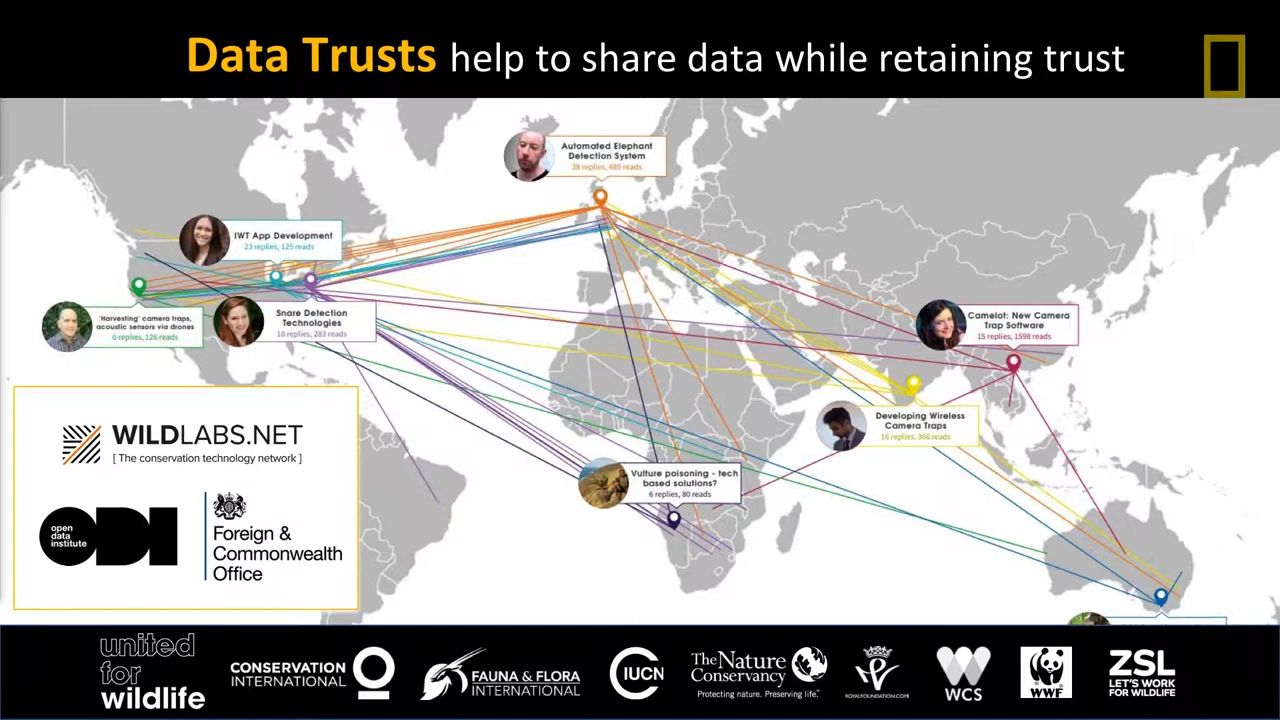 Data Trusts help to share data while retaining trust
Automated Elephant
Detection System
38 replies, 485 reads
IWT App Development
23 replies, 125 reads
'Harvesting' camera traps,
acoustic sensors via drones
6 replies, 126 reads
Snare Detection
Technologies
18 replies, 283 reads
Camelot: New Camera
Trap Software
15 replies, 1598 reads
Developing Wireless
Camera Traps
16 replies, 366 reads
Vulture poisoning - tech
based solutions?
6 replies, 80 reads
WILDLABS.NET
[ The conservation technology network ]
open
data
institute
ODI
Foreign &
Commonwealth
Office
united
for
wildlife
CONSERVATION
INTERNATIONAL
FAUNA & FLORA
INTERNATIONAL
IUCN
The Nature
Conservancy
Protecting nature. Preserving life.™
ROYALFOUNDATION.COM
WCS
WWF
ZSL
LET'S WORK
FOR WILDLIFE